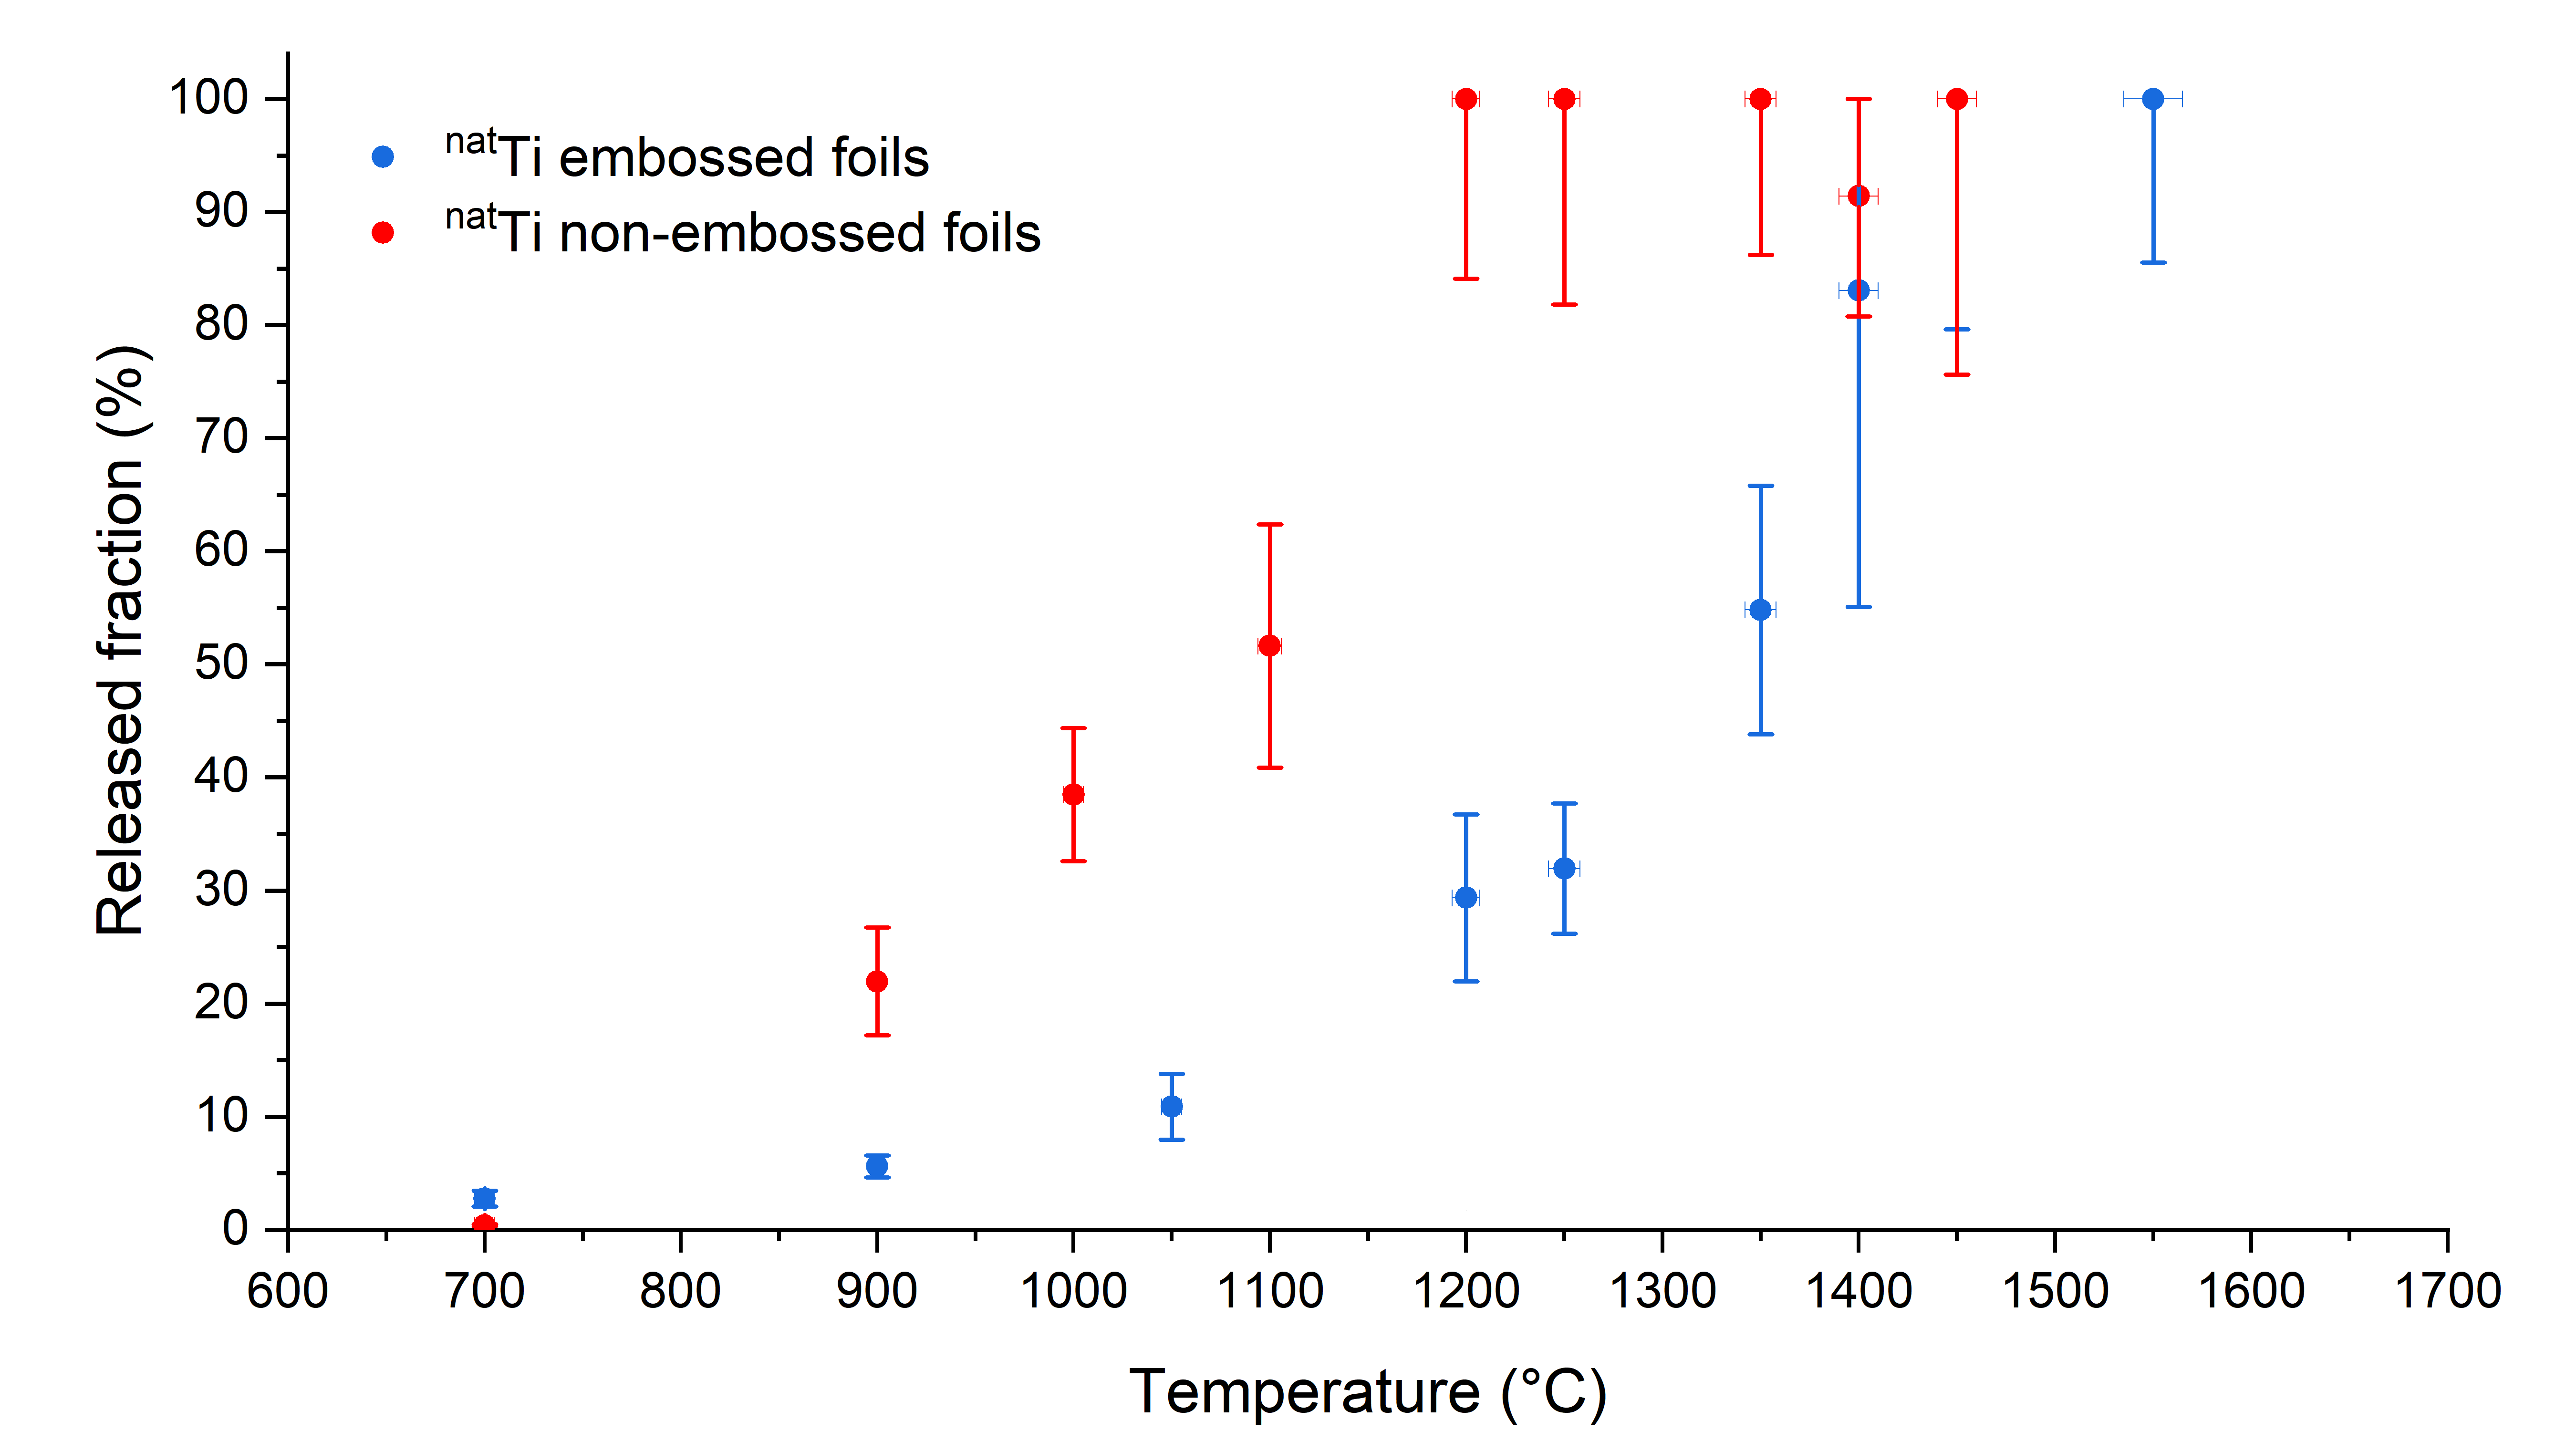 100
90
80
70
60
50
40
30
20
10
0
Released fraction (%)
natTi embossed foils
natTi non-embossed foils
600 700 800 900 1000 1100 1200 1300 1400 1500 1600 1700
Temperature (°C)